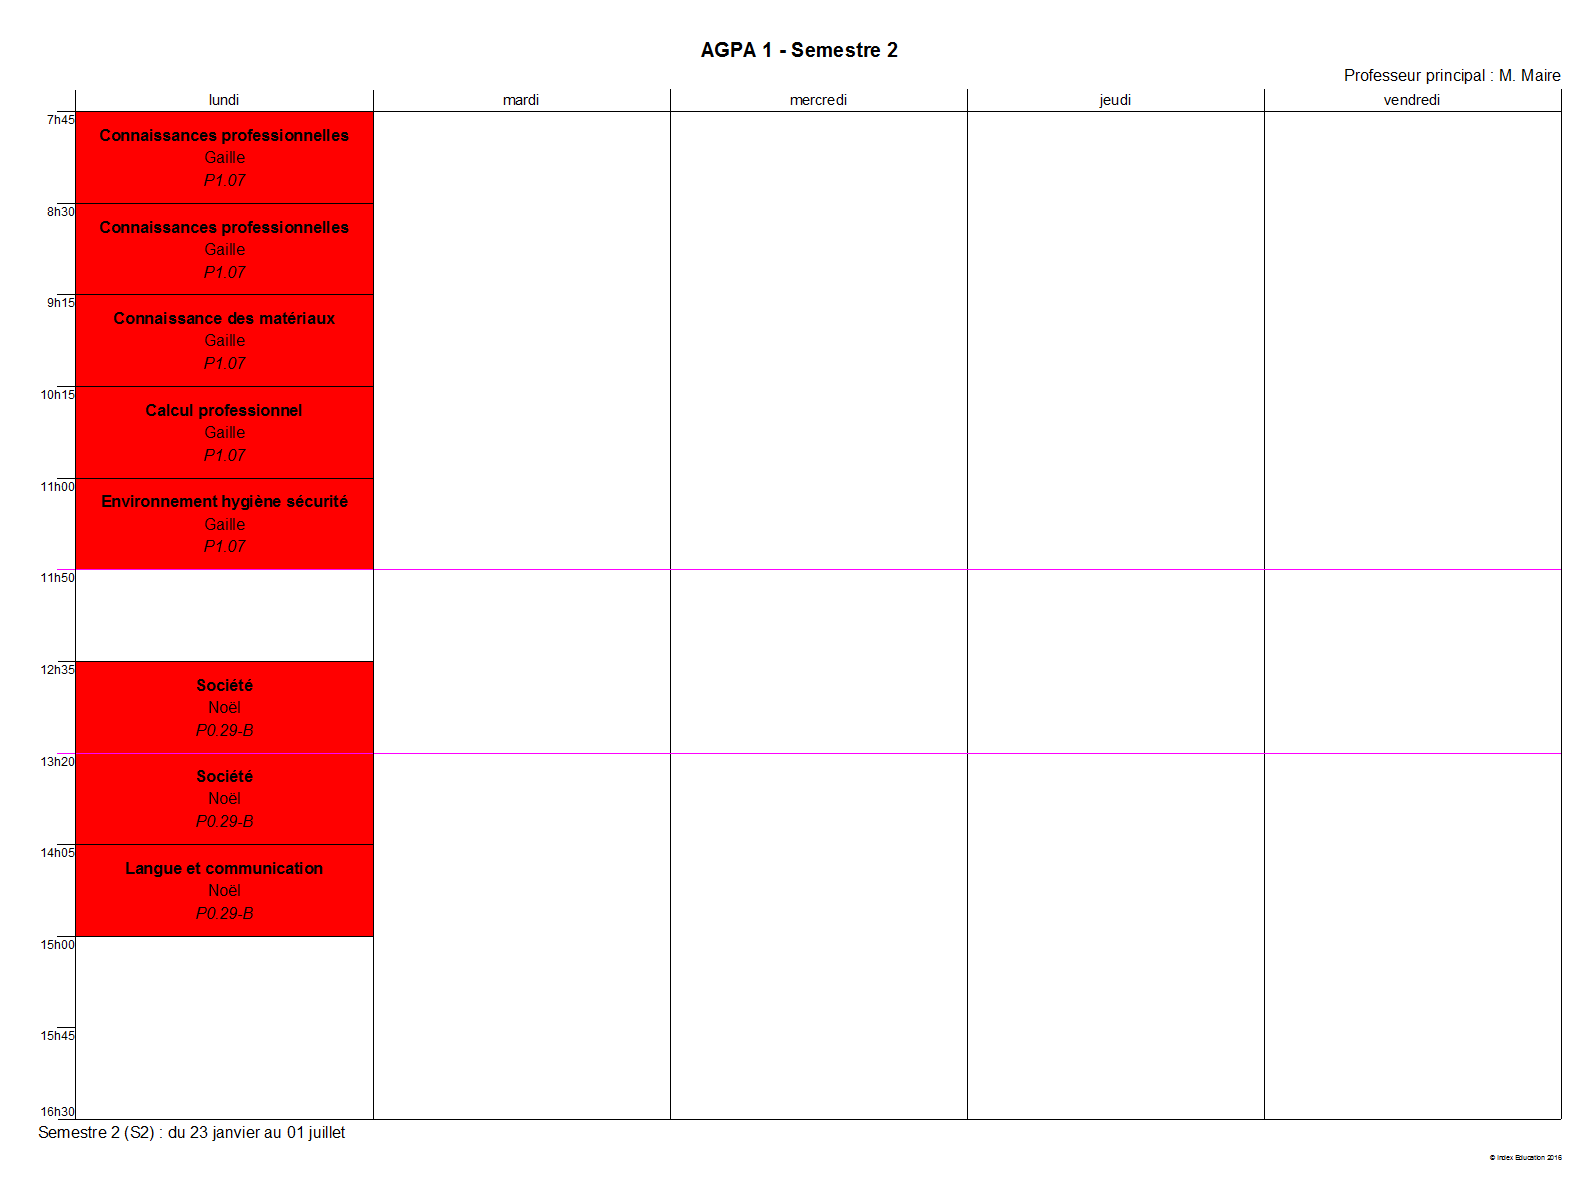 AGPA 1 - Semestre 2
Professeur principal : M. Maire
lundi mardi mercredi jeudi vendredi
7h45
Connaissances professionnelles
Gaille
P1.07
8h30
Connaissances professionnelles
Gaille
P1.07
9h15
Connaissance des matériaux
Gaille
P1.07
10h15
Calcul professionnel
Gaille
P1.07
11h00
Environnement hygiène sécurité
Gaille
P1.07
11h50
12h35
Société
Noël
P0.29-B
13h20
Société
Noël
P0.29-B
14h05
Langue et communication
Noël
P0.29-B
15h00
15h45
16h30
Semestre 2 (S2) : du 23 janvier au 01 juillet
© Index Education 2016